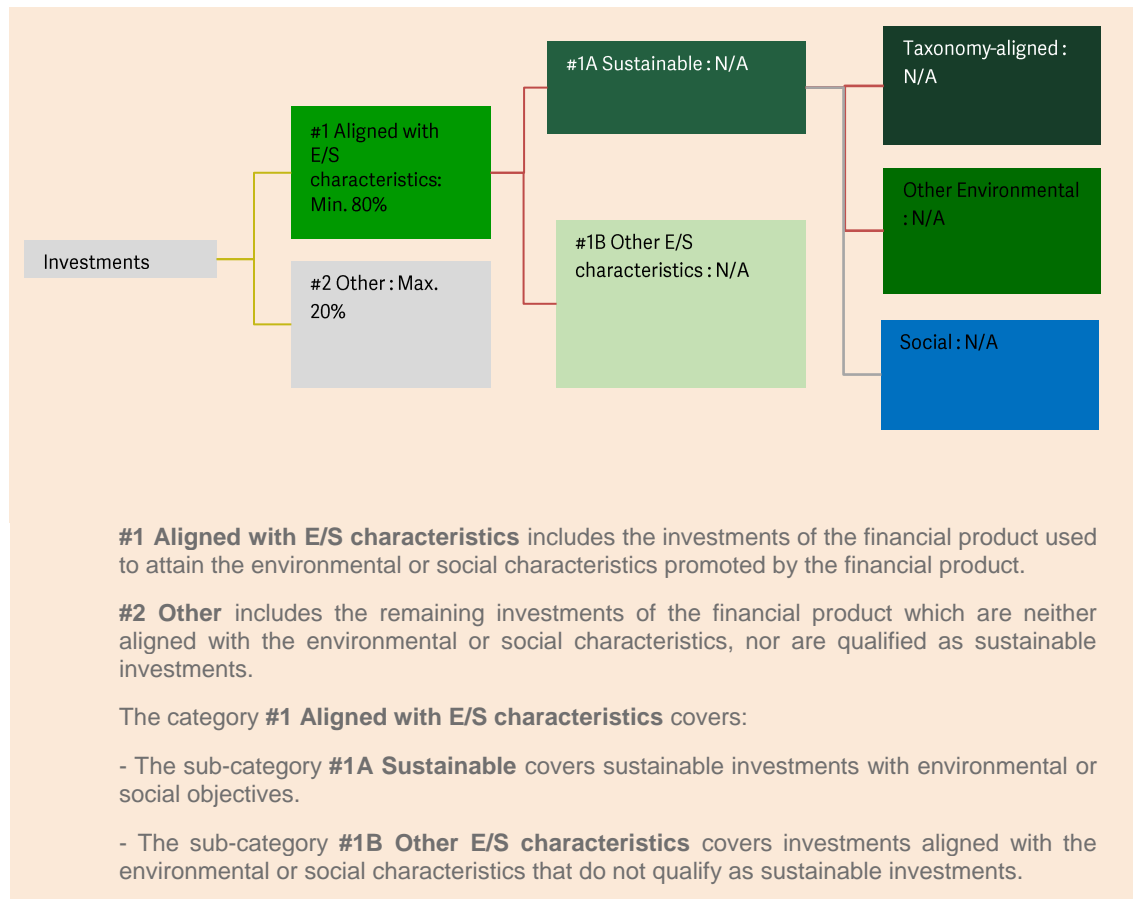 Investments
#1 Aligned with
E/S
characteristics:
Min. 80%
#2 Other : Max.
20%
#1A Sustainable : N/A
#1B Other E/S
characteristics : N/A
Taxonomy-aligned :
N/A
Other Environmental
: N/A
Social : N/A
#1 Aligned with E/S characteristics includes the investments of the financial product used
to attain the environmental or social characteristics promoted by the financial product.
#2 Other includes the remaining investments of the financial product which are neither
aligned with the environmental or social characteristics, nor are qualified as sustainable
investments.
The category #1 Aligned with E/S characteristics covers:
- The sub-category #1A Sustainable covers sustainable investments with environmental or
social objectives.
- The sub-category #1B Other E/S characteristics covers investments aligned with the
environmental or social characteristics that do not qualify as sustainable investments.